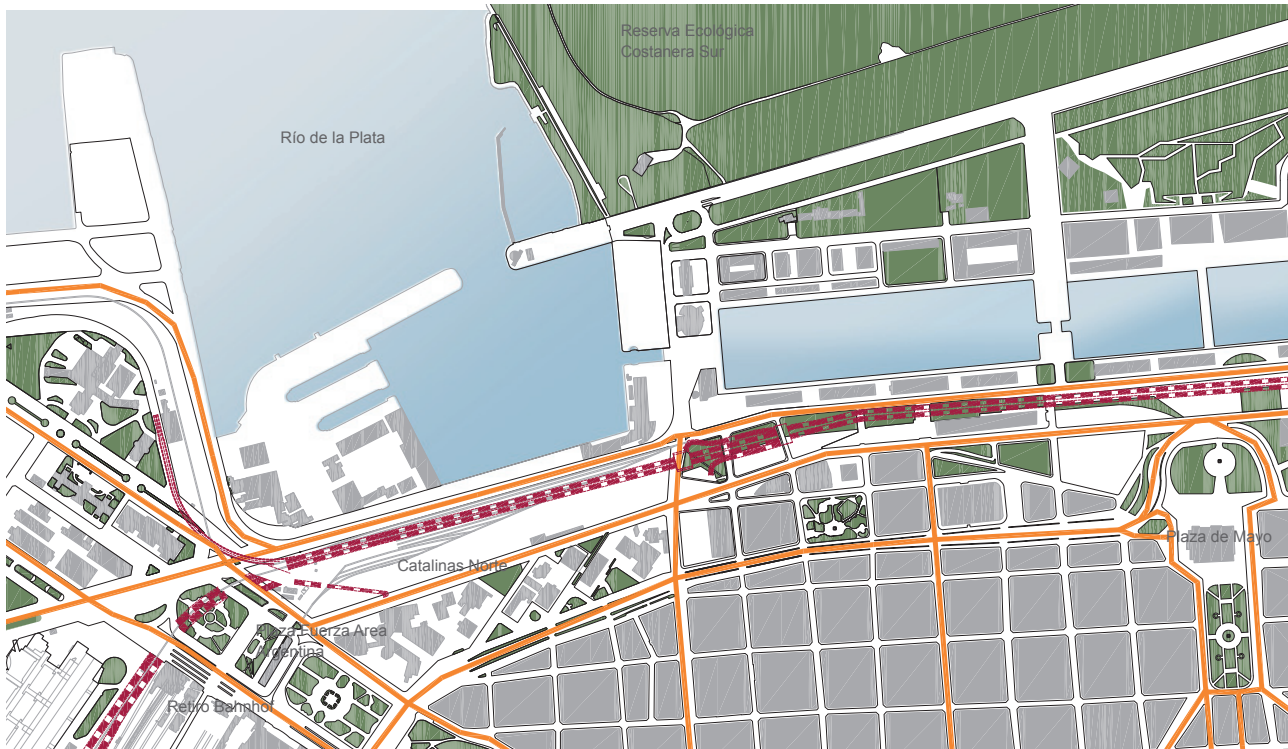 Reserva Ecológica
Costanera Sur
Río de la Plata
Plaza de Mayo
Catalinas Norte
Plaza Fuerza Area
Argentina
Retiro Bahnhof